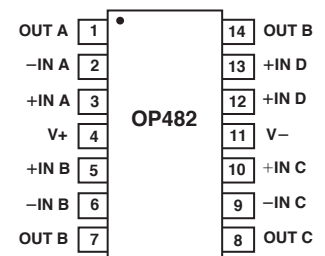 OUT A 1 14 OUT B
−IN A 2 13 +IN D
+IN A 3 12 +IN D
OP482
V+ 4 11 V−
+IN B 5 10 +IN C
−IN B 6 9 −IN C
OUT B 7 8 OUT C